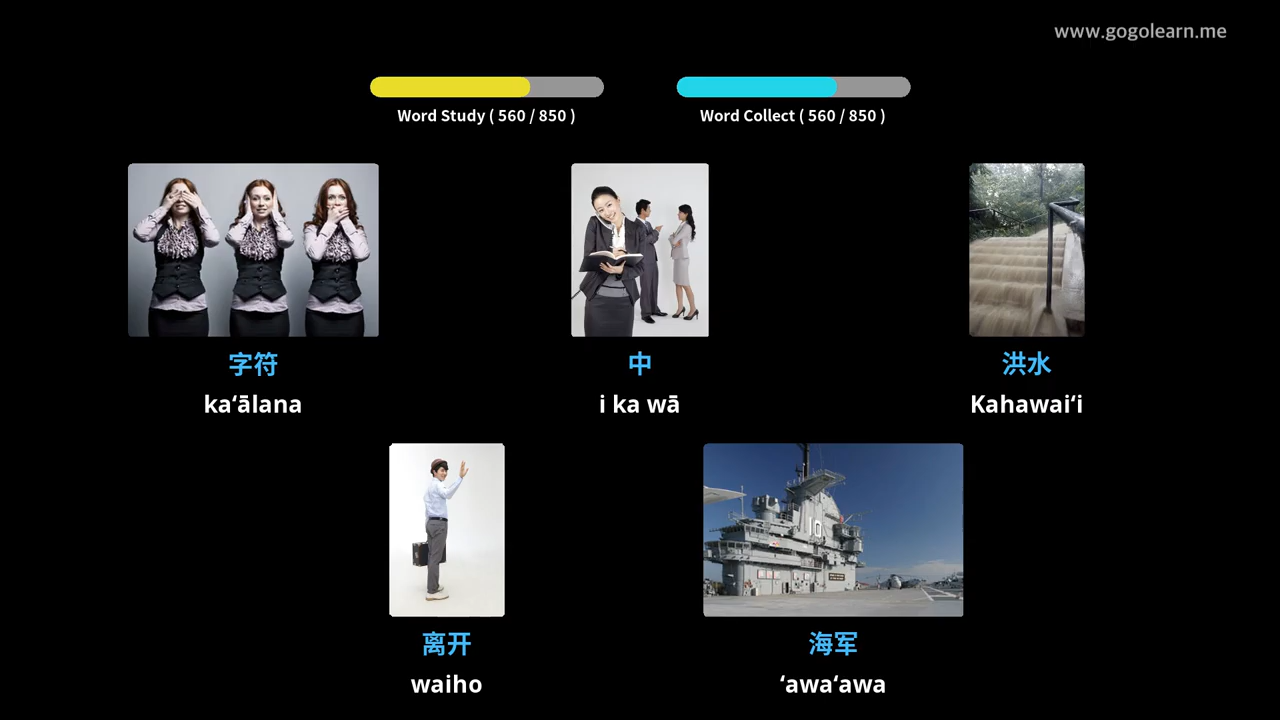 www.gogolearn.me
Word Study ( 560 / 850 )
Word Collect ( 560 / 850 )
字符
kaʻālana
中
i ka wā
洪水
Kahawaiʻi
10
离开
waiho
海军
ʻawaʻawa